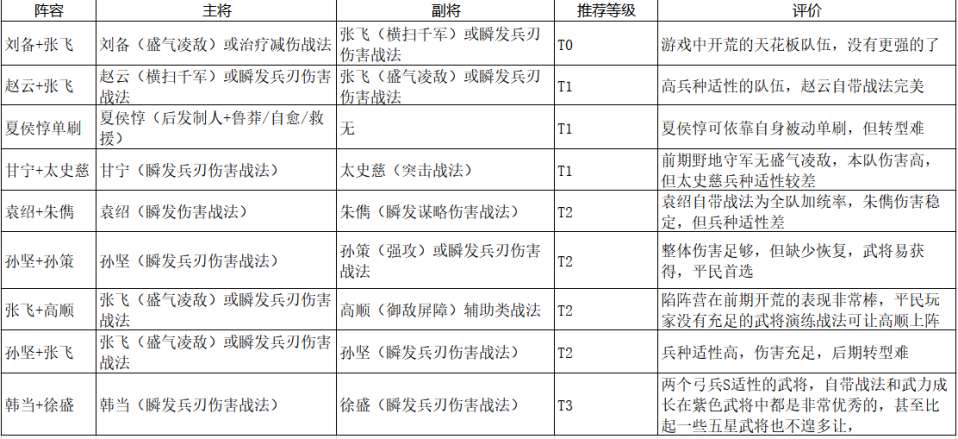 阵容 主将 副将 推荐等级 评价
刘备+张飞 刘备（盛气凌敌）或治疗减伤战法 张飞（横扫千军）或瞬发兵刃伤害战法 T0 游戏中开荒的天花板队伍，没有更强的了
赵云+张飞 赵云（横扫千军）或瞬发兵刃伤害战法 张飞（盛气凌敌）或瞬发兵刃伤害战法 T1 高兵种适性的队伍，赵云自带战法完美
夏侯惇单刷 夏侯惇（后发制人+鲁莽/自愈/救援） 无 T1 夏侯惇可依靠自身被动单刷，但转型难
甘宁+太史慈 甘宁（瞬发兵刃伤害战法） 太史慈（突击战法） T1 前期野地守军无盛气凌敌，本队伤害高，但太史慈兵种适性较差
袁绍+朱儁 袁绍（瞬发伤害战法） 朱儁（瞬发谋略伤害战法） T2 袁绍自带战法为全队加统率，朱儁伤害稳定，但兵种适性差
孙坚+孙策 孙坚（瞬发兵刃伤害战法） 孙策（强攻）或瞬发兵刃伤害战法 T2 整体伤害足够，但缺少恢复，武将易获得，平民首选
张飞+高顺 张飞（盛气凌敌）或瞬发兵刃伤害战法 高顺（御敌屏障）辅助类战法 T2 陷阵营在前期开荒的表现非常棒，平民玩家没有充足的武将演练战法可让高顺上阵
孙坚+张飞 张飞（盛气凌敌）或瞬发兵刃伤害战法 孙坚（瞬发兵刃伤害战法） T2 兵种适性高，伤害充足，后期转型难
韩当+徐盛 韩当（瞬发兵刃伤害战法） 徐盛（瞬发兵刃伤害战法） T3 两个弓兵S适性的武将，自带战法和武力成长在紫色武将中都是非常优秀的，甚至比起一些五星武将也不遑多让，